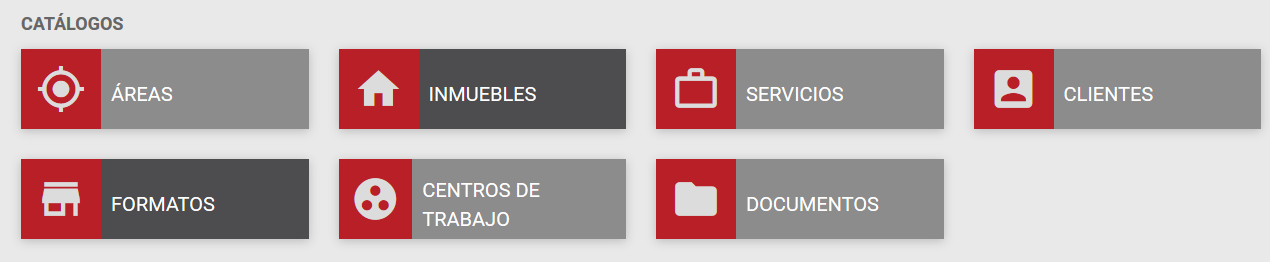 CATÁLOGOS
ÁREAS
INMUEBLES
SERVICIOS
CLIENTES
FORMATOS
CENTROS DE
TRABAJO
DOCUMENTOS